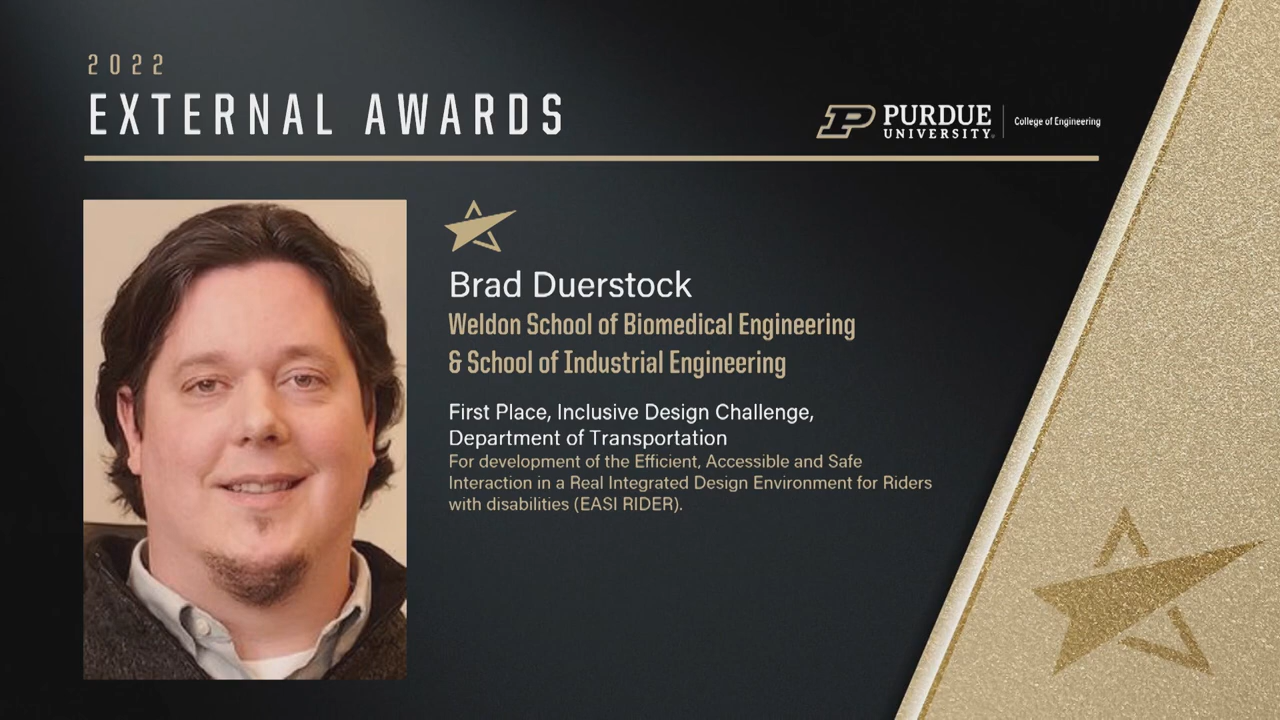 2022
EXTERNAL AWARDS
PURDUE
UNIVERSITY®
College of Engineering
Brad Duerstock
Weldon School of Biomedical Engineering
& School of Industrial Engineering
First Place, Inclusive Design Challenge,
Department of Transportation
For development of the Efficient, Accessible and Safe
Interaction in a Real Integrated Design Environment for Riders
with disabilities (EASI RIDER).